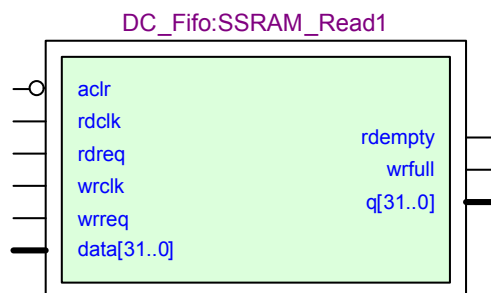 DC_Fifo:SSRAM_Read1
aclr
rdclk
rdreq
wrclk
wrreq
data[31..0]
rdempty
wrfull
q[31..0]